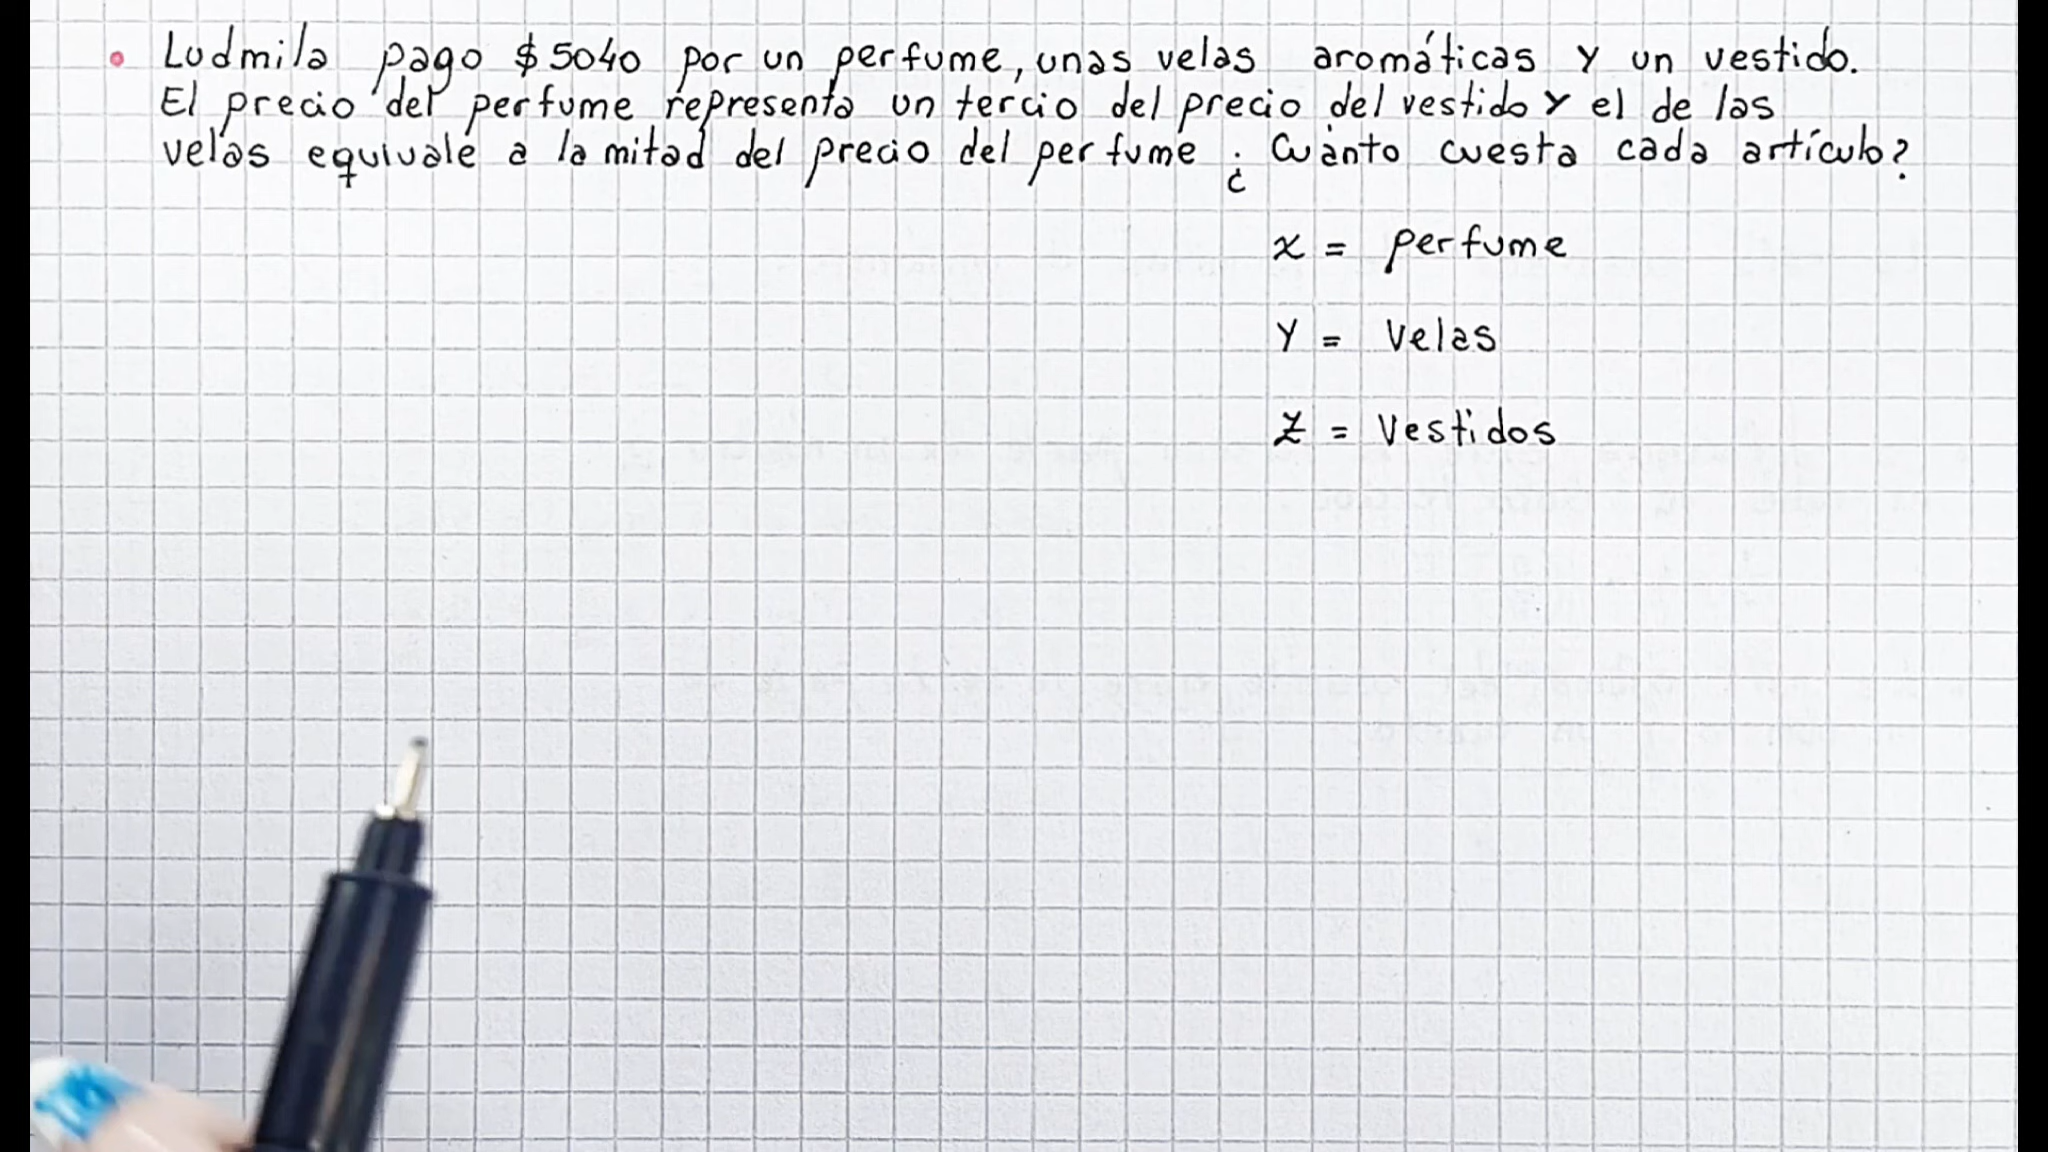 • Ludmila pago $5040 por un perfume, unas velas aromáticas y un vestido.
El precio del perfume representa un tercio del precio del vestido y el de las
velas equivale a la mitad del precio del perfume ¿ Cuánto cuesta cada artículo?
x = perfume
y = Velas
z = Vestidos